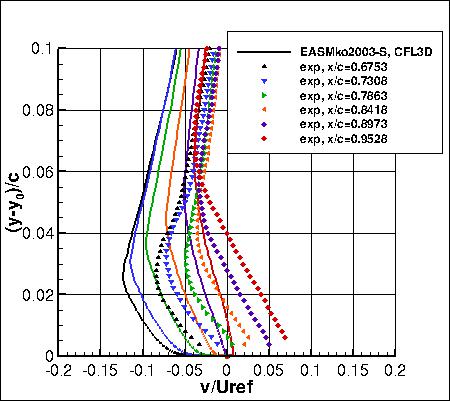 EASMko2003-S, CFL3D
exp, x/c=0.6753
exp, x/c=0.7308
exp, x/c=0.7863
exp, x/c=0.8418
exp, x/c=0.8973
exp, x/c=0.9528
0.1
0.08
0.06
0.04
0.02
0
(y-y₀)/c
-0.2 -0.15 -0.1 -0.05 0 0.05 0.1 0.15 0.2
v/Uref